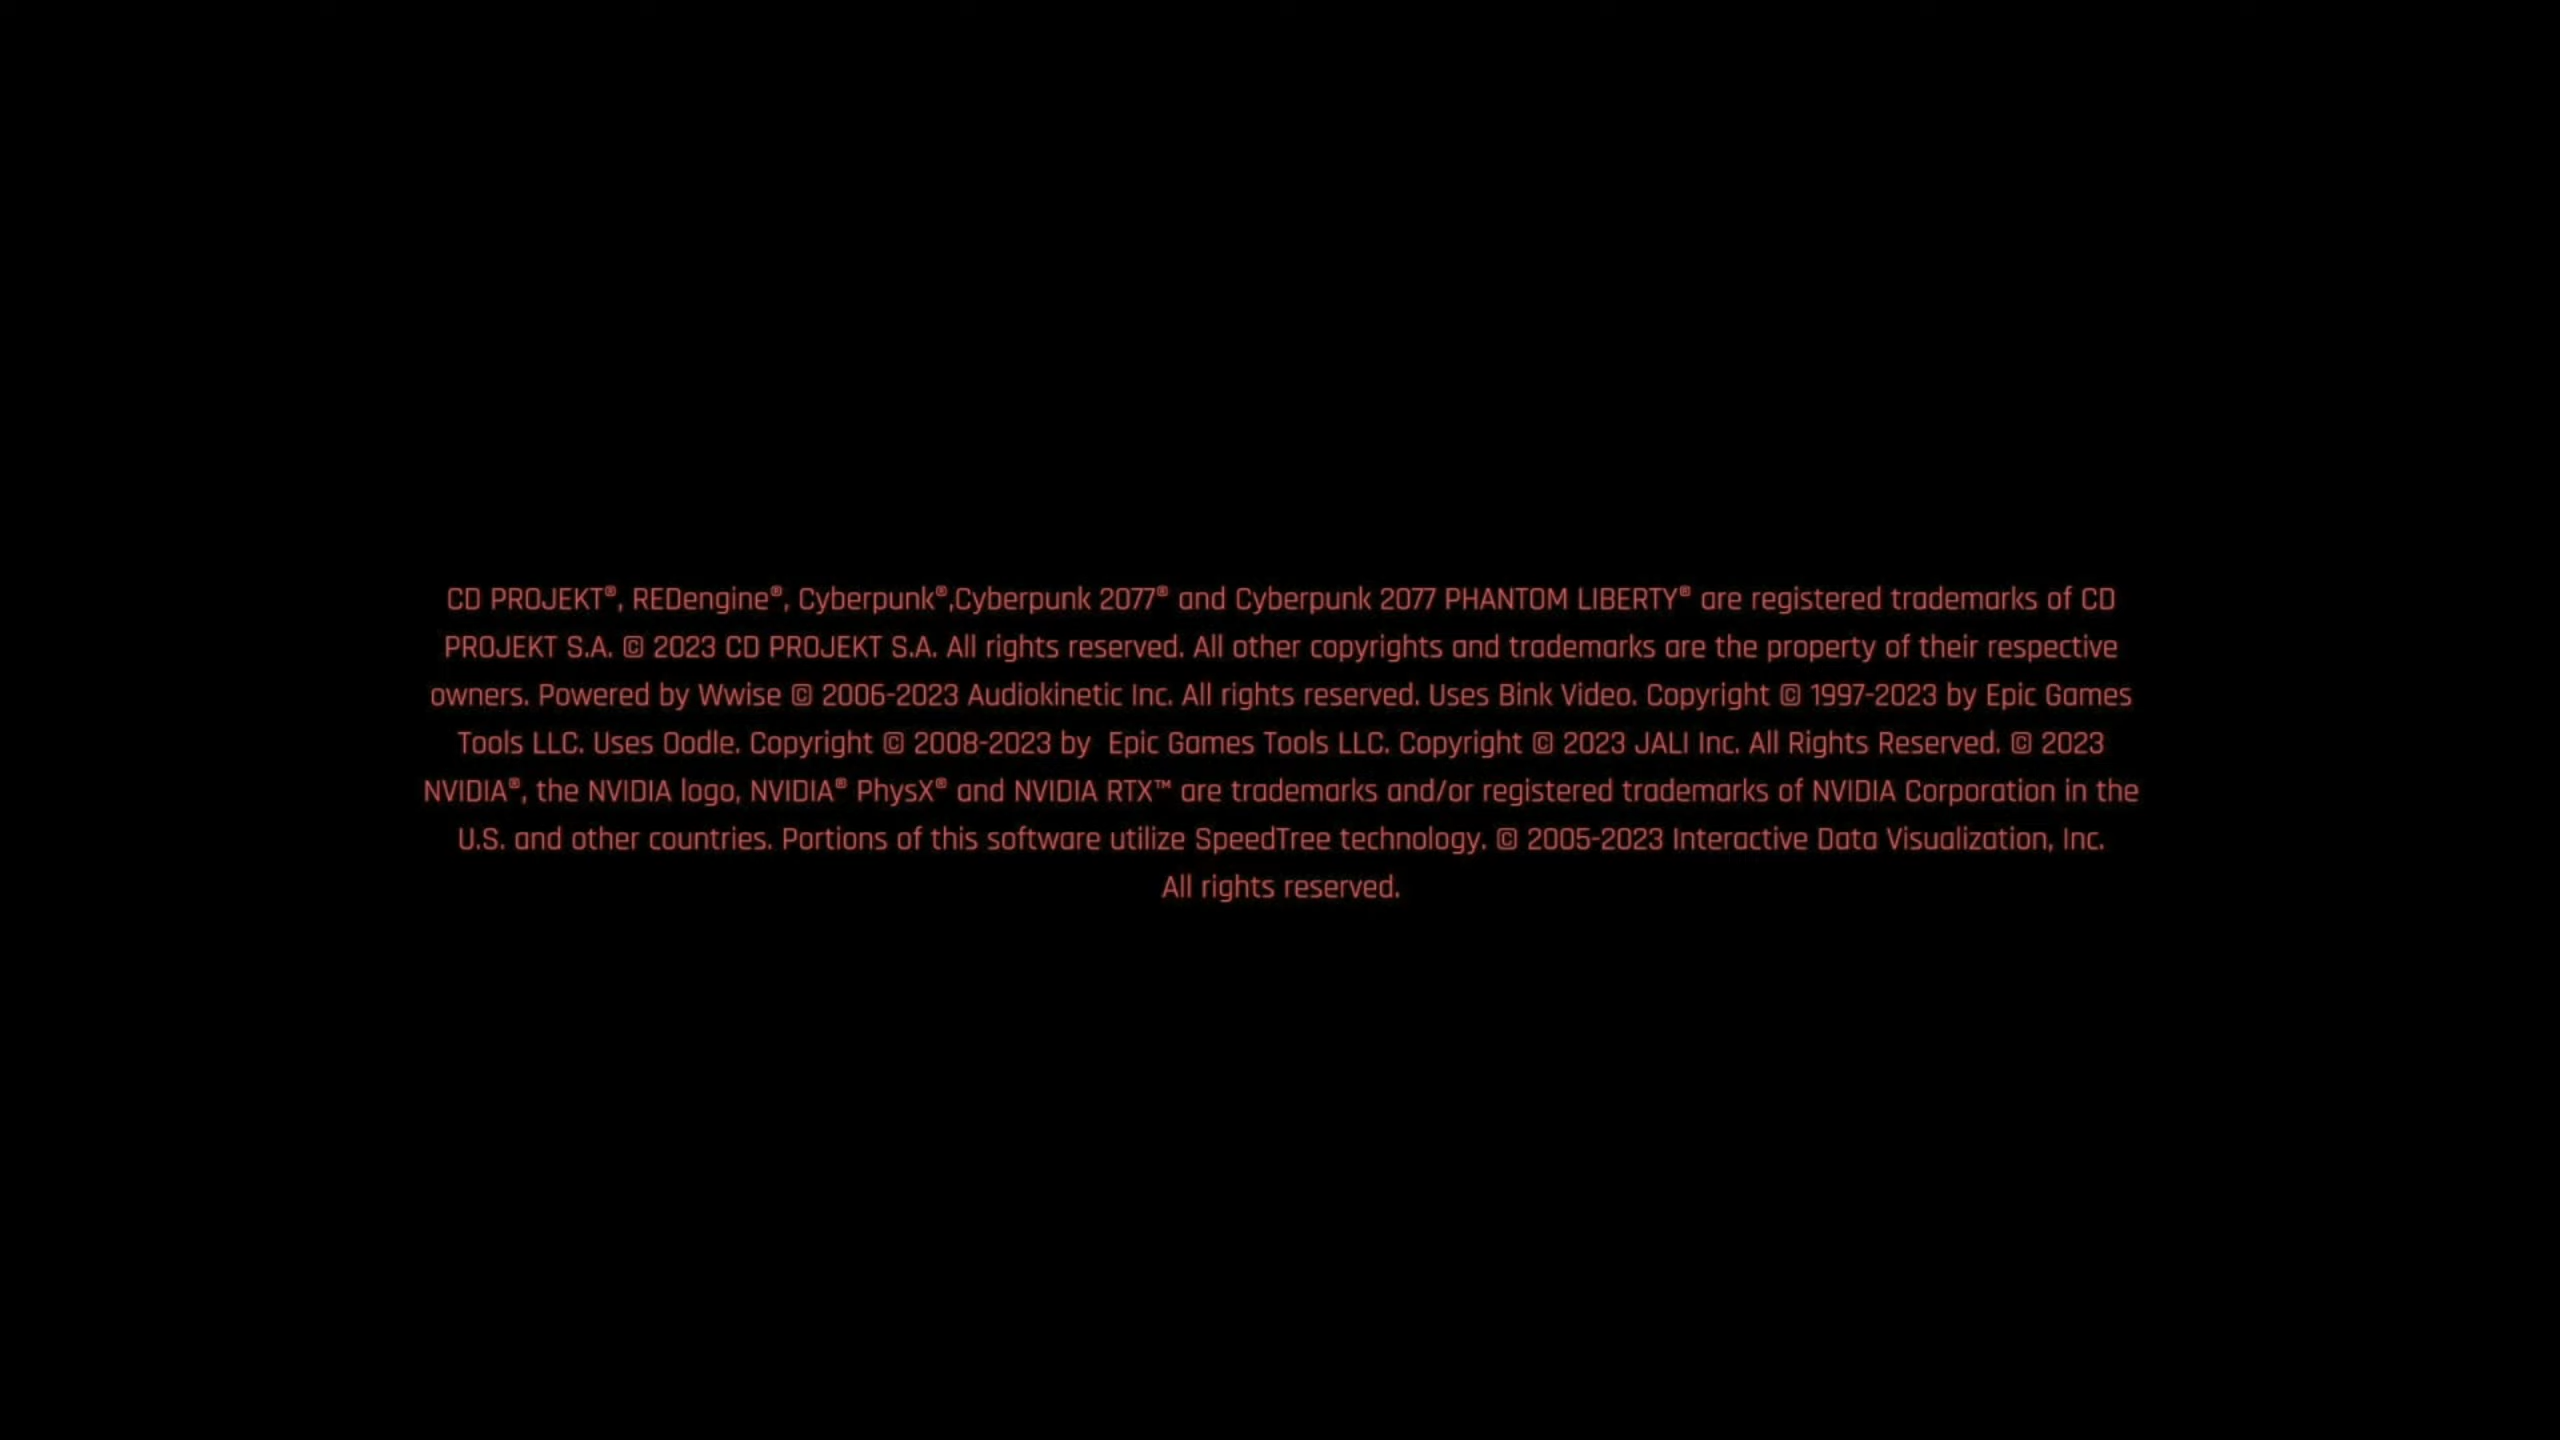 CD PROJEKT®, REDengine®, Cyberpunk®,Cyberpunk 2077® and Cyberpunk 2077 PHANTOM LIBERTY® are registered trademarks of CD
PROJEKT S.A. © 2023 CD PROJEKT S.A. All rights reserved. All other copyrights and trademarks are the property of their respective
owners. Powered by Wwise © 2006-2023 Audiokinetic Inc. All rights reserved. Uses Bink Video. Copyright © 1997-2023 by Epic Games
Tools LLC. Uses Oodle. Copyright © 2008-2023 by  Epic Games Tools LLC. Copyright © 2023 JALI Inc. All Rights Reserved. © 2023
NVIDIA®, the NVIDIA logo, NVIDIA® PhysX® and NVIDIA RTX™ are trademarks and/or registered trademarks of NVIDIA Corporation in the
U.S. and other countries. Portions of this software utilize SpeedTree technology. © 2005-2023 Interactive Data Visualization, Inc.
All rights reserved.